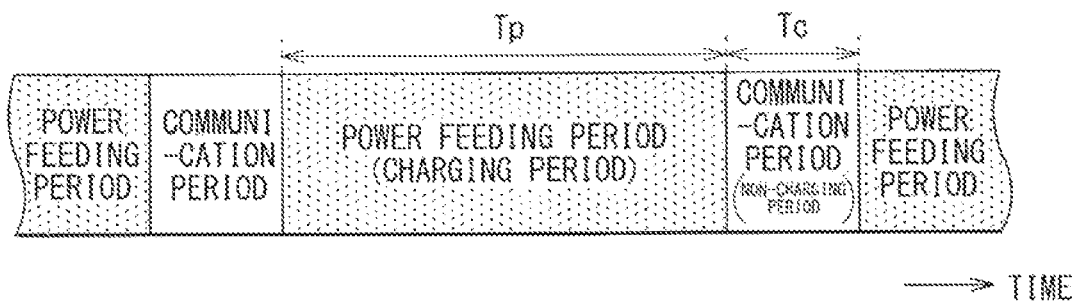 Tp
Tc
POWER
FEEDING
PERIOD
COMMUNI
-CATION
PERIOD
POWER FEEDING PERIOD
(CHARGING PERIOD)
COMMUNI
-CATION
PERIOD
(NON-CHARGING
PERIOD)
POWER
FEEDING
PERIOD
TIME